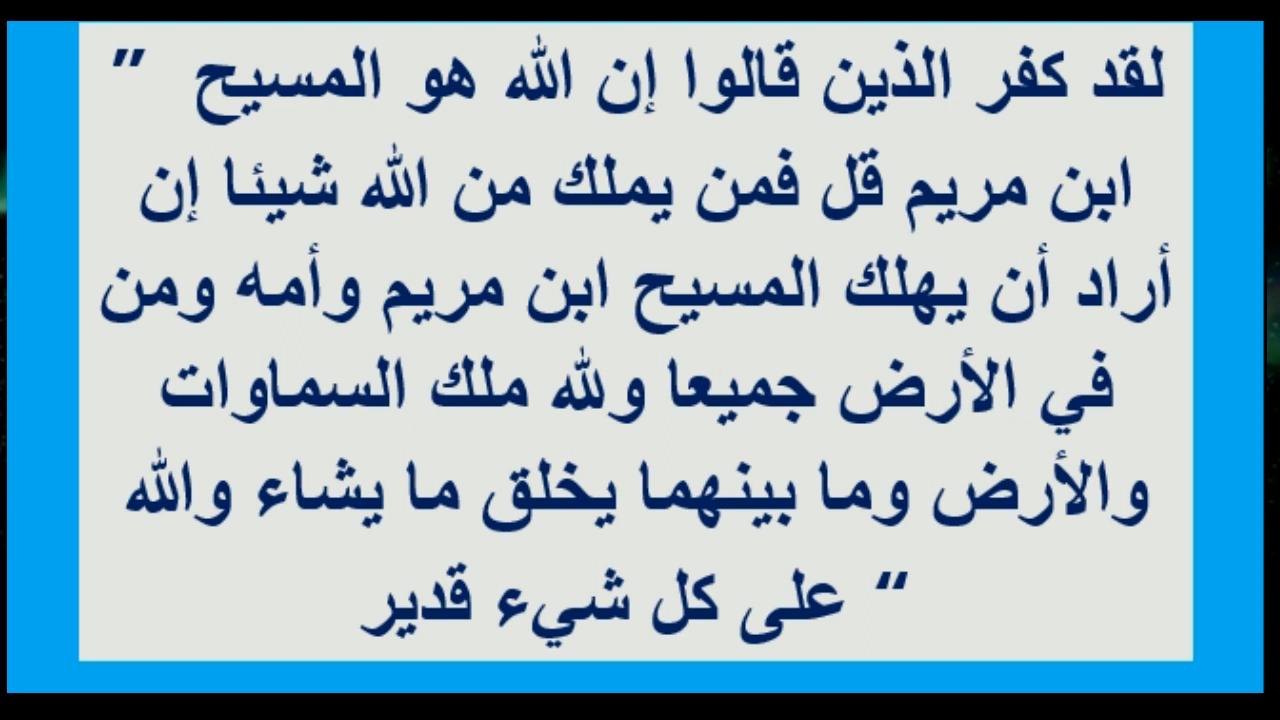 لقد كفر الذين قالوا إن الله هو المسيح "
ابن مريم قل فمن يملك من الله شيئا إن
أراد أن يهلك المسيح ابن مريم وأمه ومن
في الأرض جميعا ولله ملك السماوات
والأرض وما بينهما يخلق ما يشاء والله
" على كل شيء قدير